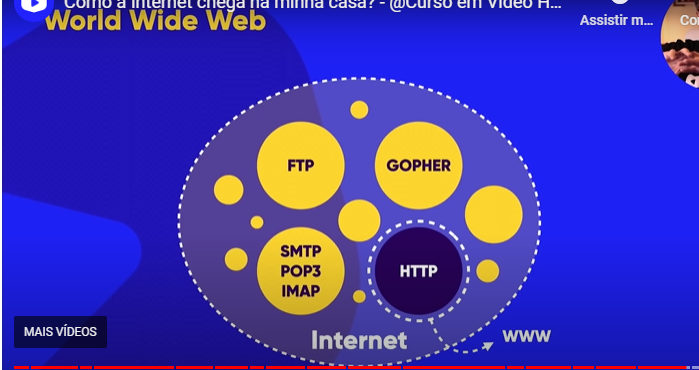 Como a internet chega na minha casa? - @Curso em Vídeo H...
World Wide Web
Assistir m...
Co
FTP
GOPHER
SMTP
POP3
IMAP
HTTP
Internet
www
MAIS VÍDEOS